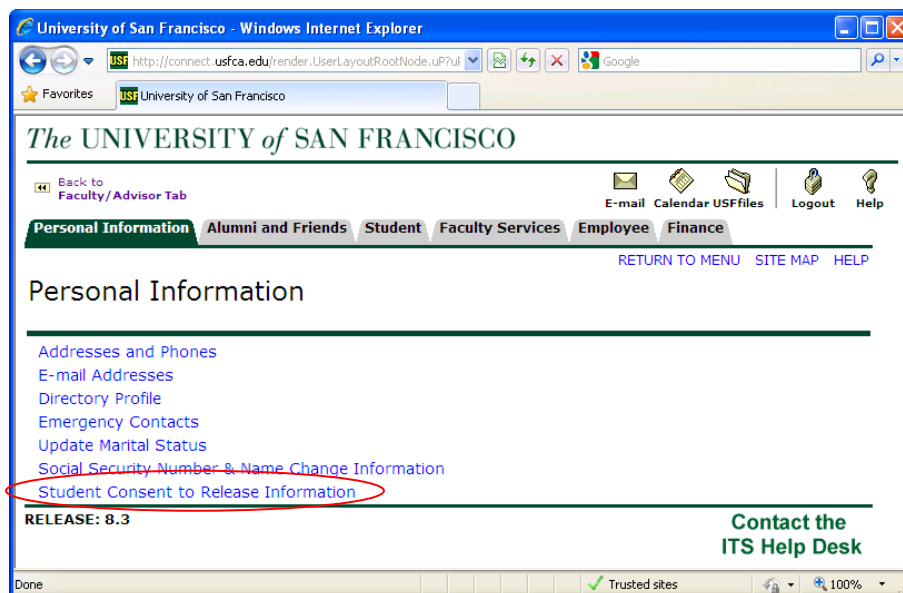 University of San Francisco - Windows Internet Explorer
USF http://connect.usfca.edu/render.UserLayoutRootNode.uP?uP
Google
Favorites
USF University of San Francisco
The UNIVERSITY of SAN FRANCISCO
Back to
Faculty/Advisor Tab
E-mail Calendar USFfiles Logout Help
Personal Information Alumni and Friends Student Faculty Services Employee Finance
RETURN TO MENU SITE MAP HELP
Personal Information
Addresses and Phones
E-mail Addresses
Directory Profile
Emergency Contacts
Update Marital Status
Social Security Number & Name Change Information
Student Consent to Release Information
RELEASE: 8.3
Contact the
ITS Help Desk
Done
Trusted sites
100%